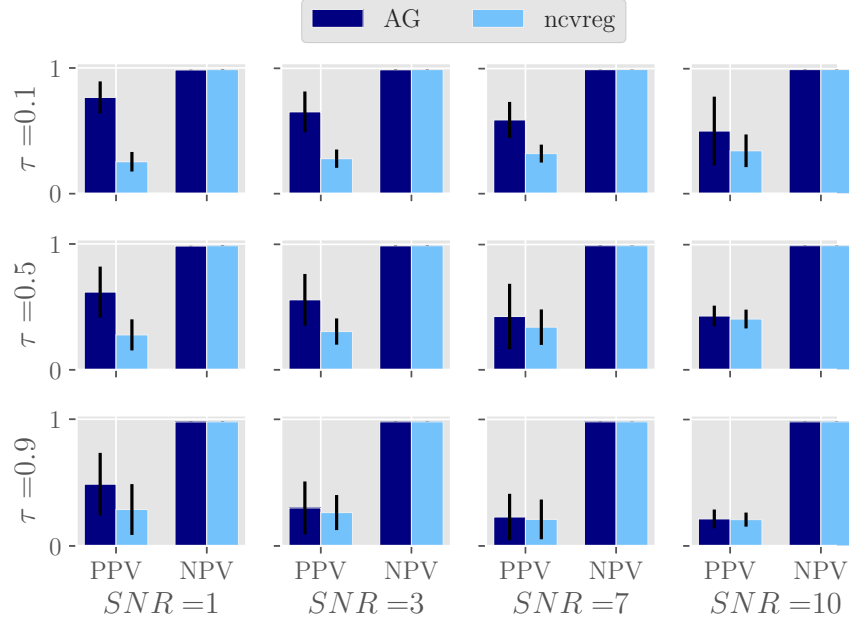 AG ncvreg
τ =0.1
1
0
τ =0.5
1
0
τ =0.9
1
0
PPV NPV PPV NPV PPV NPV PPV NPV
SNR =1 SNR =3 SNR =7 SNR =10